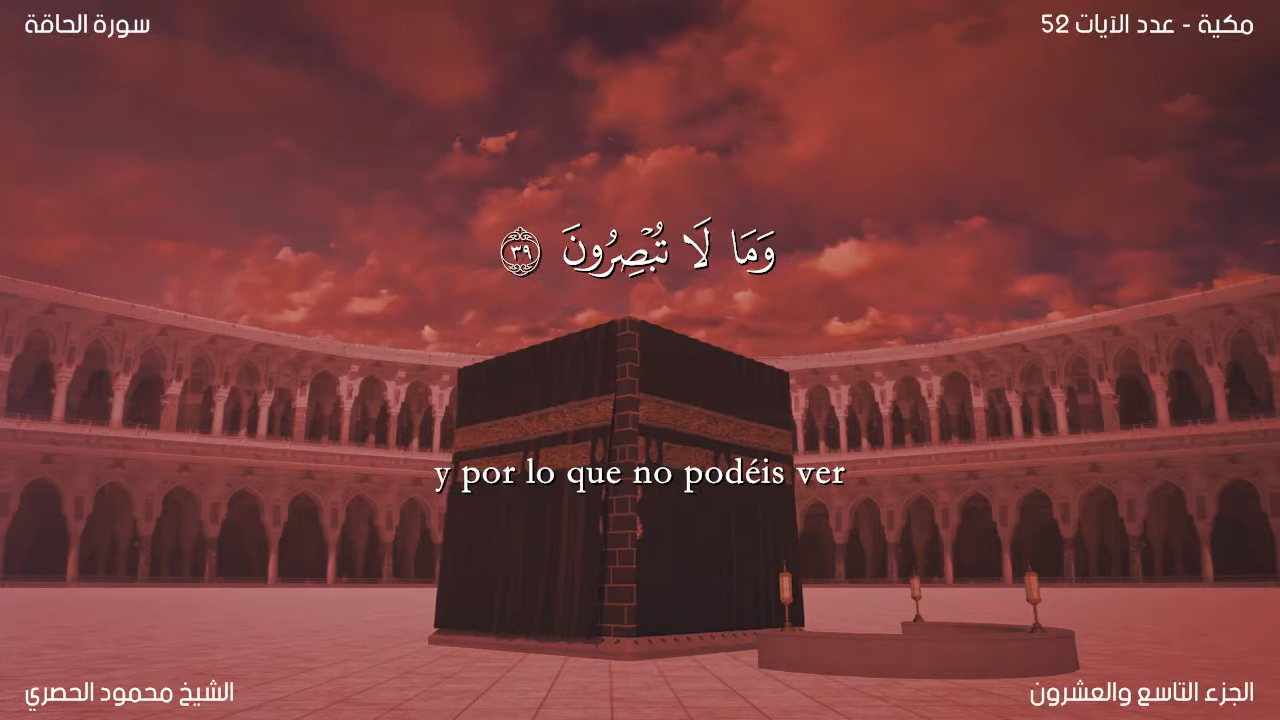 سورة الحاقة
مكية - عدد الآيات 52
وَمَا لَا تُبْصِرُونَ ٣٩
y por lo que no podéis ver
الشيخ محمود الحصري
الجزء التاسع والعشرون